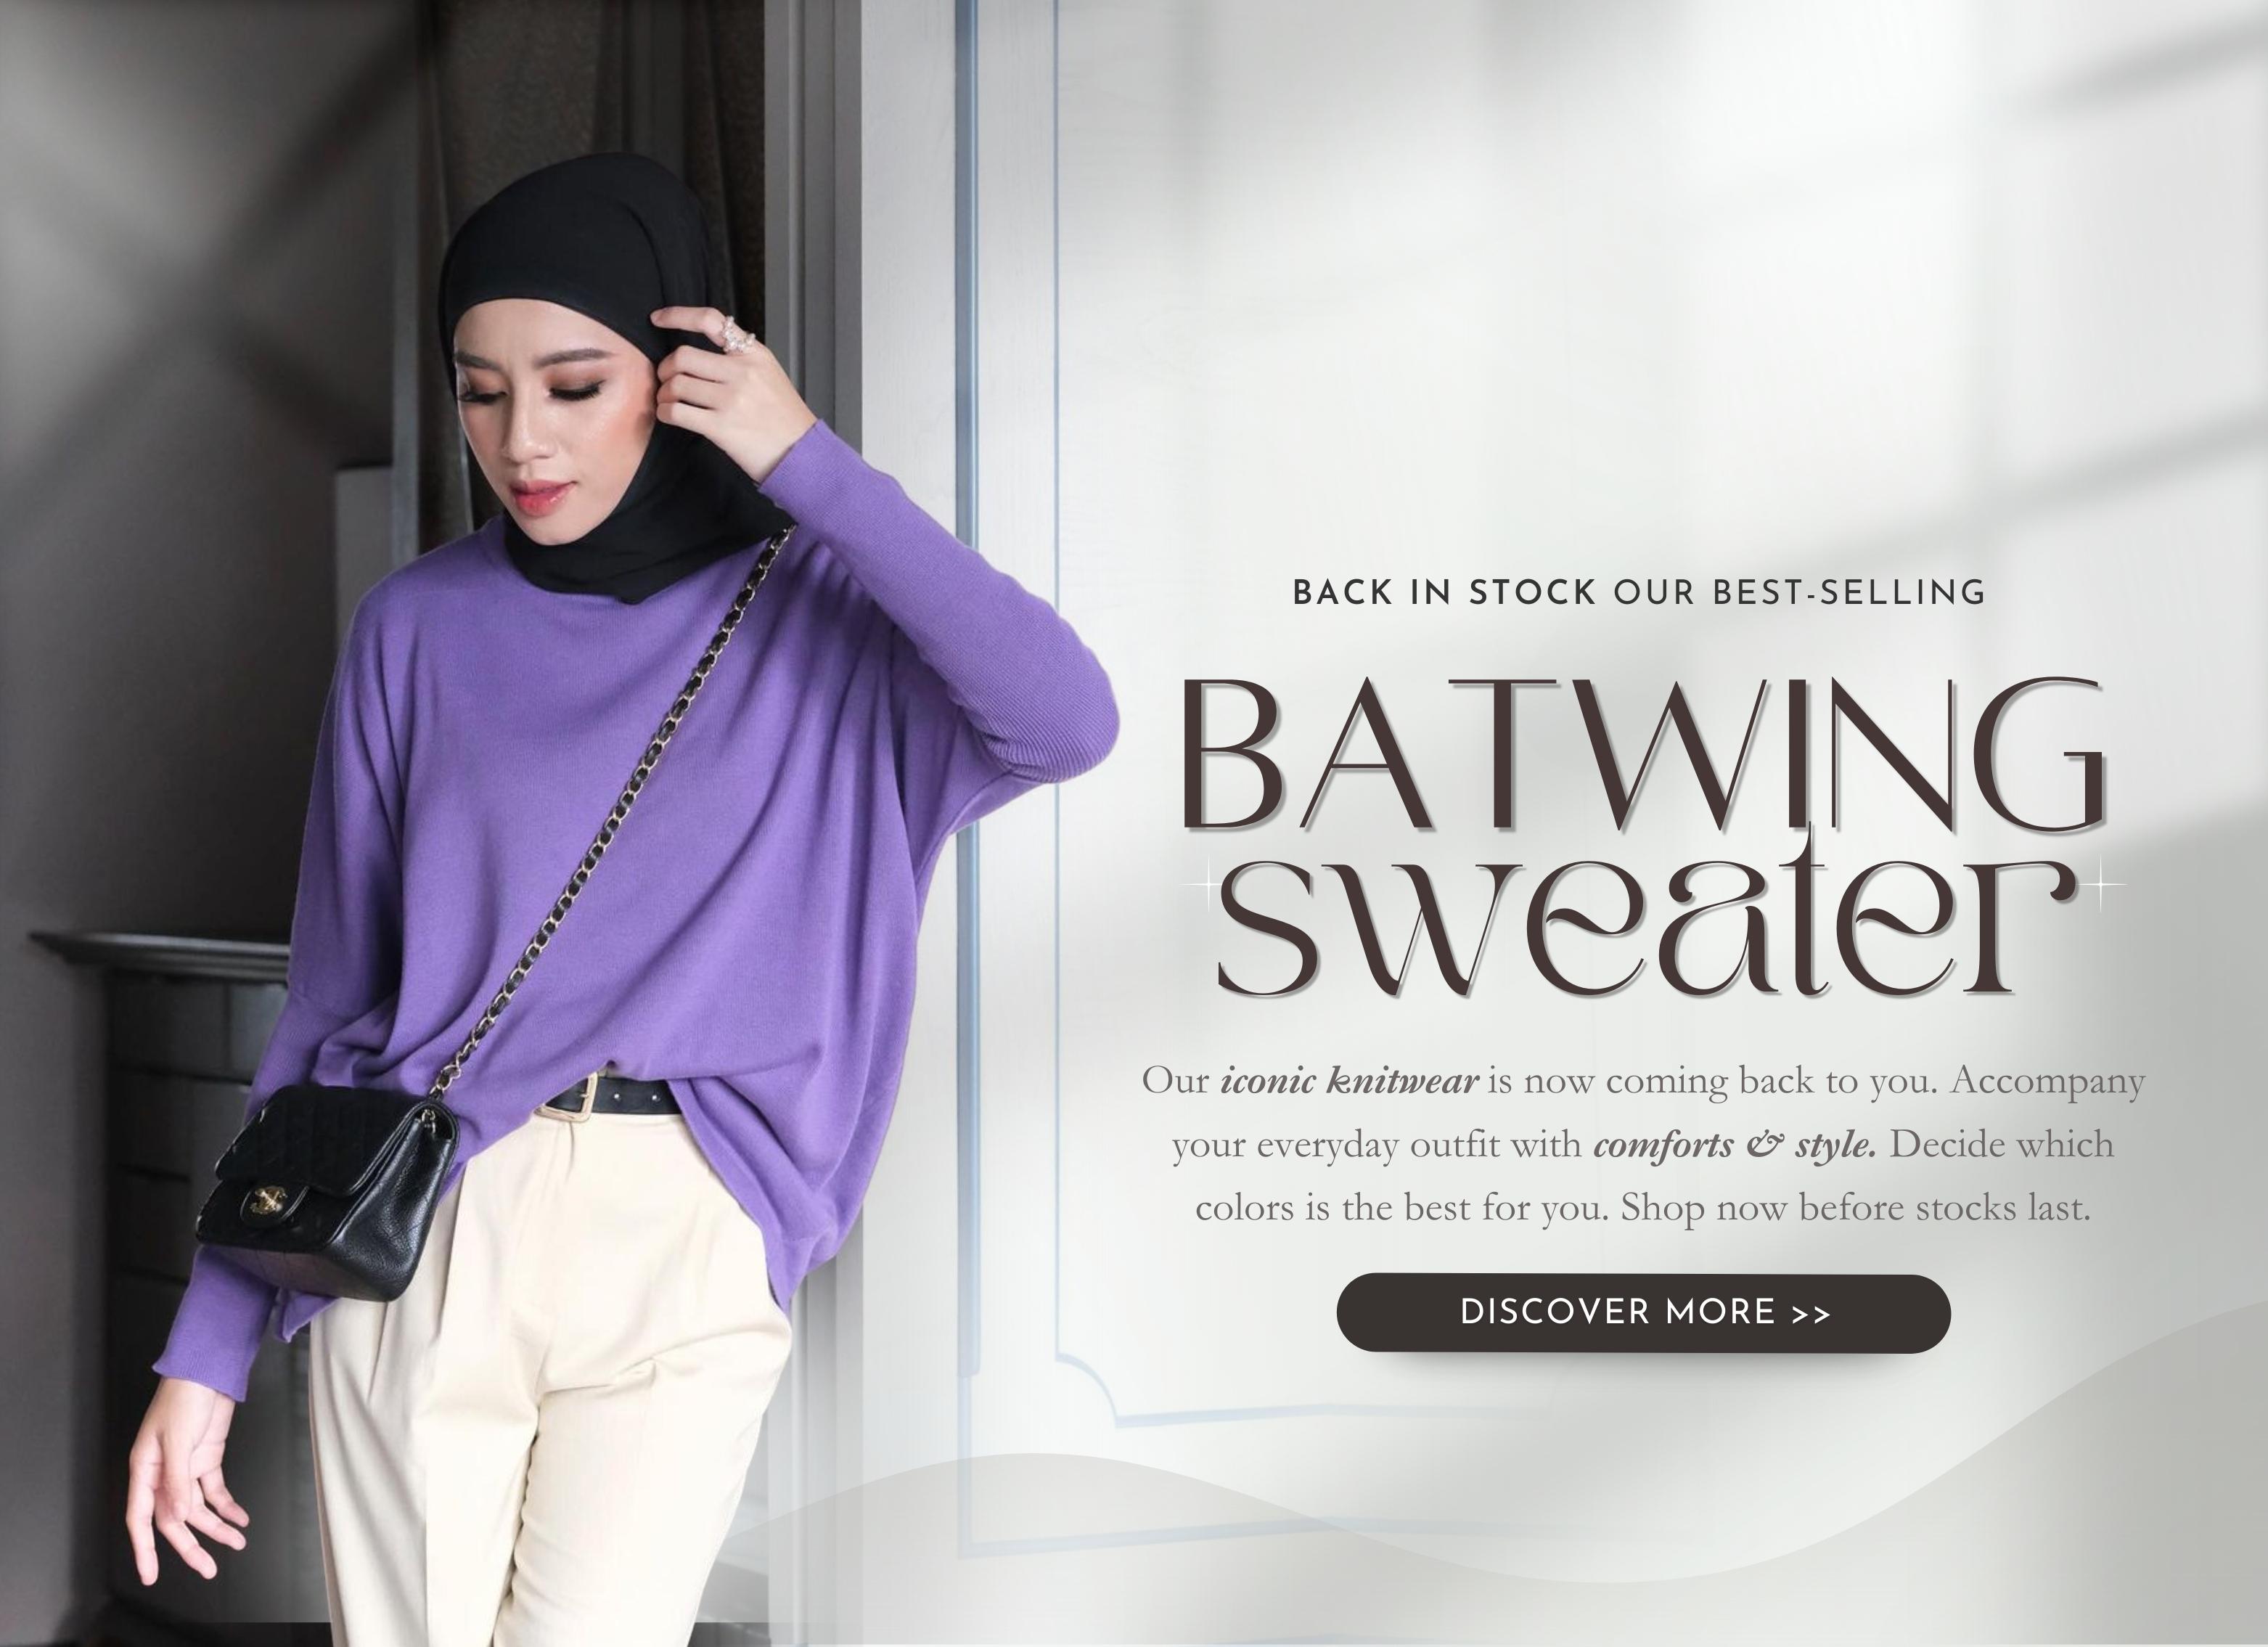 BACK IN STOCK OUR BEST-SELLING
BATWING
sweater
Our iconic knitwear is now coming back to you. Accompany
your everyday outfit with comforts & style. Decide which
colors is the best for you. Shop now before stocks last.
DISCOVER MORE >>